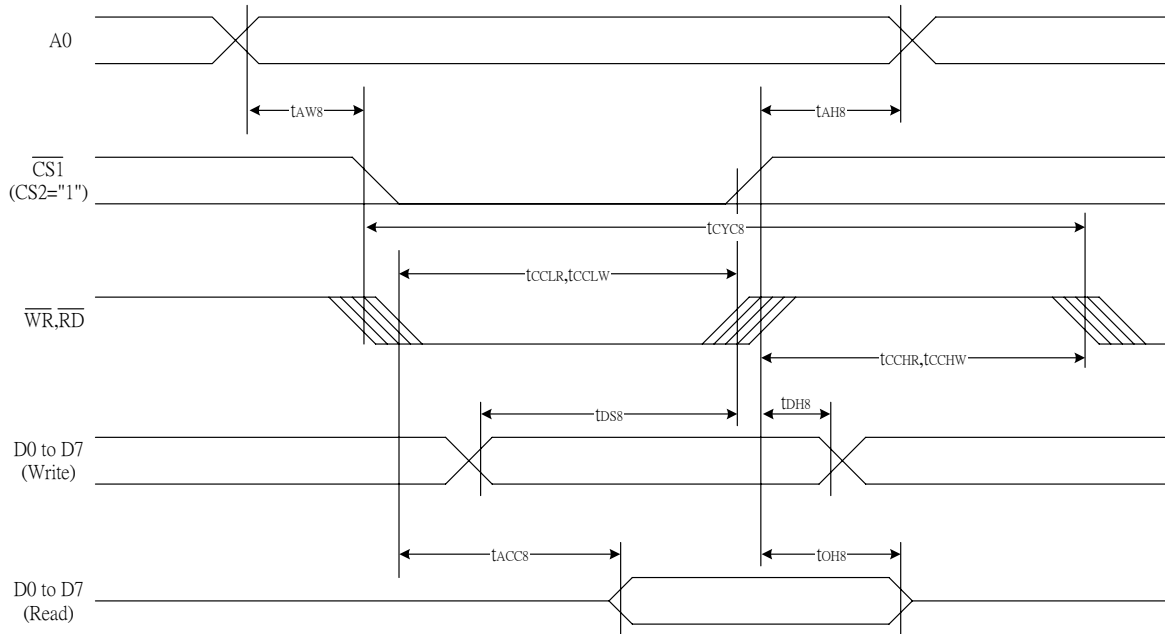 A0
tAW8
tAH8
CS1
(CS2="1")
tCYC8
tCCLR,tCCLW
WR,RD
tCCHR,tCCHW
tDS8
tDH8
D0 to D7
(Write)
tACC8
tOH8
D0 to D7
(Read)